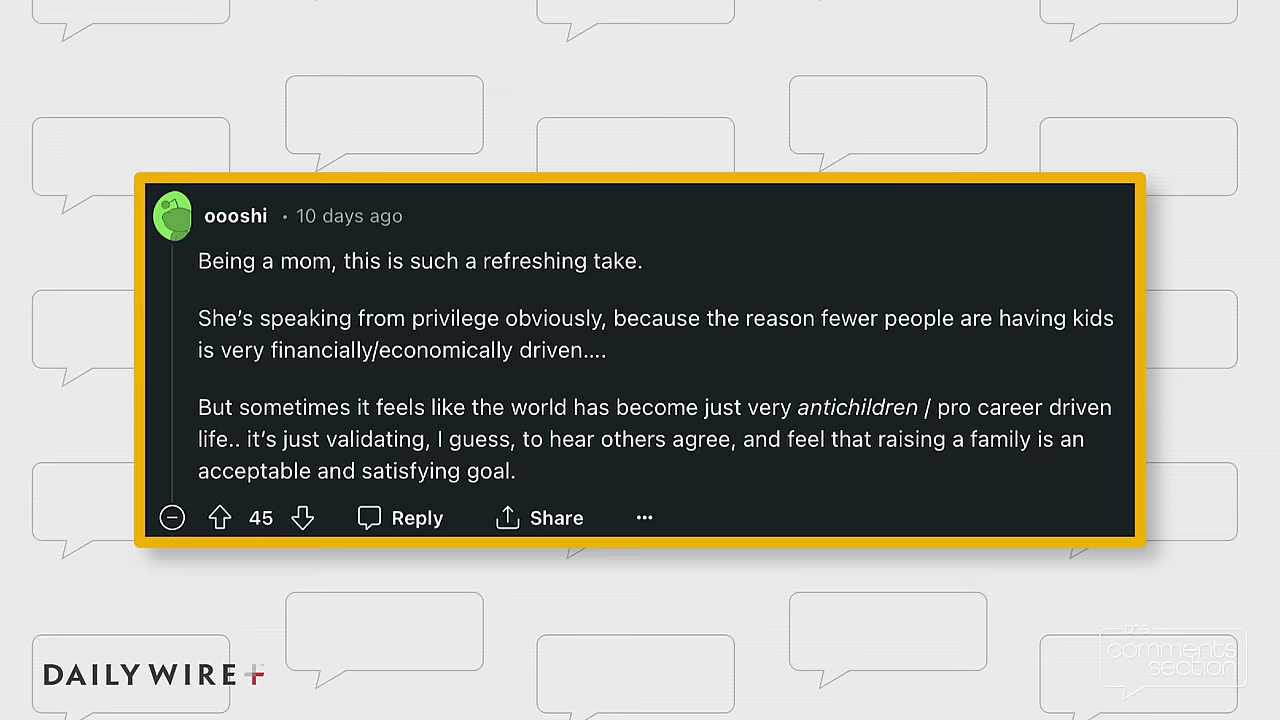 oooshi • 10 days ago
Being a mom, this is such a refreshing take.
She's speaking from privilege obviously, because the reason fewer people are having kids
is very financially/economically driven....
But sometimes it feels like the world has become just very antichildren / pro career driven
life.. it's just validating, I guess, to hear others agree, and feel that raising a family is an
acceptable and satisfying goal.
45 Reply Share ···
the
comments
section
DAILY WIRE +